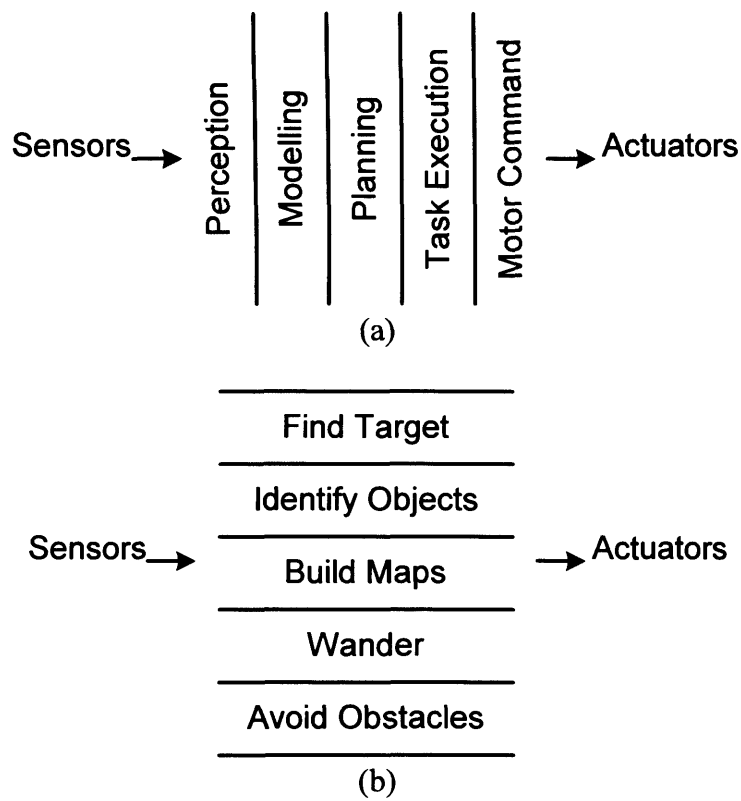 Sensors
Perception
Modelling
Planning
Task Execution
Motor Command
Actuators
(a)
Find Target
Identify Objects
Sensors
Build Maps
Actuators
Wander
Avoid Obstacles
(b)